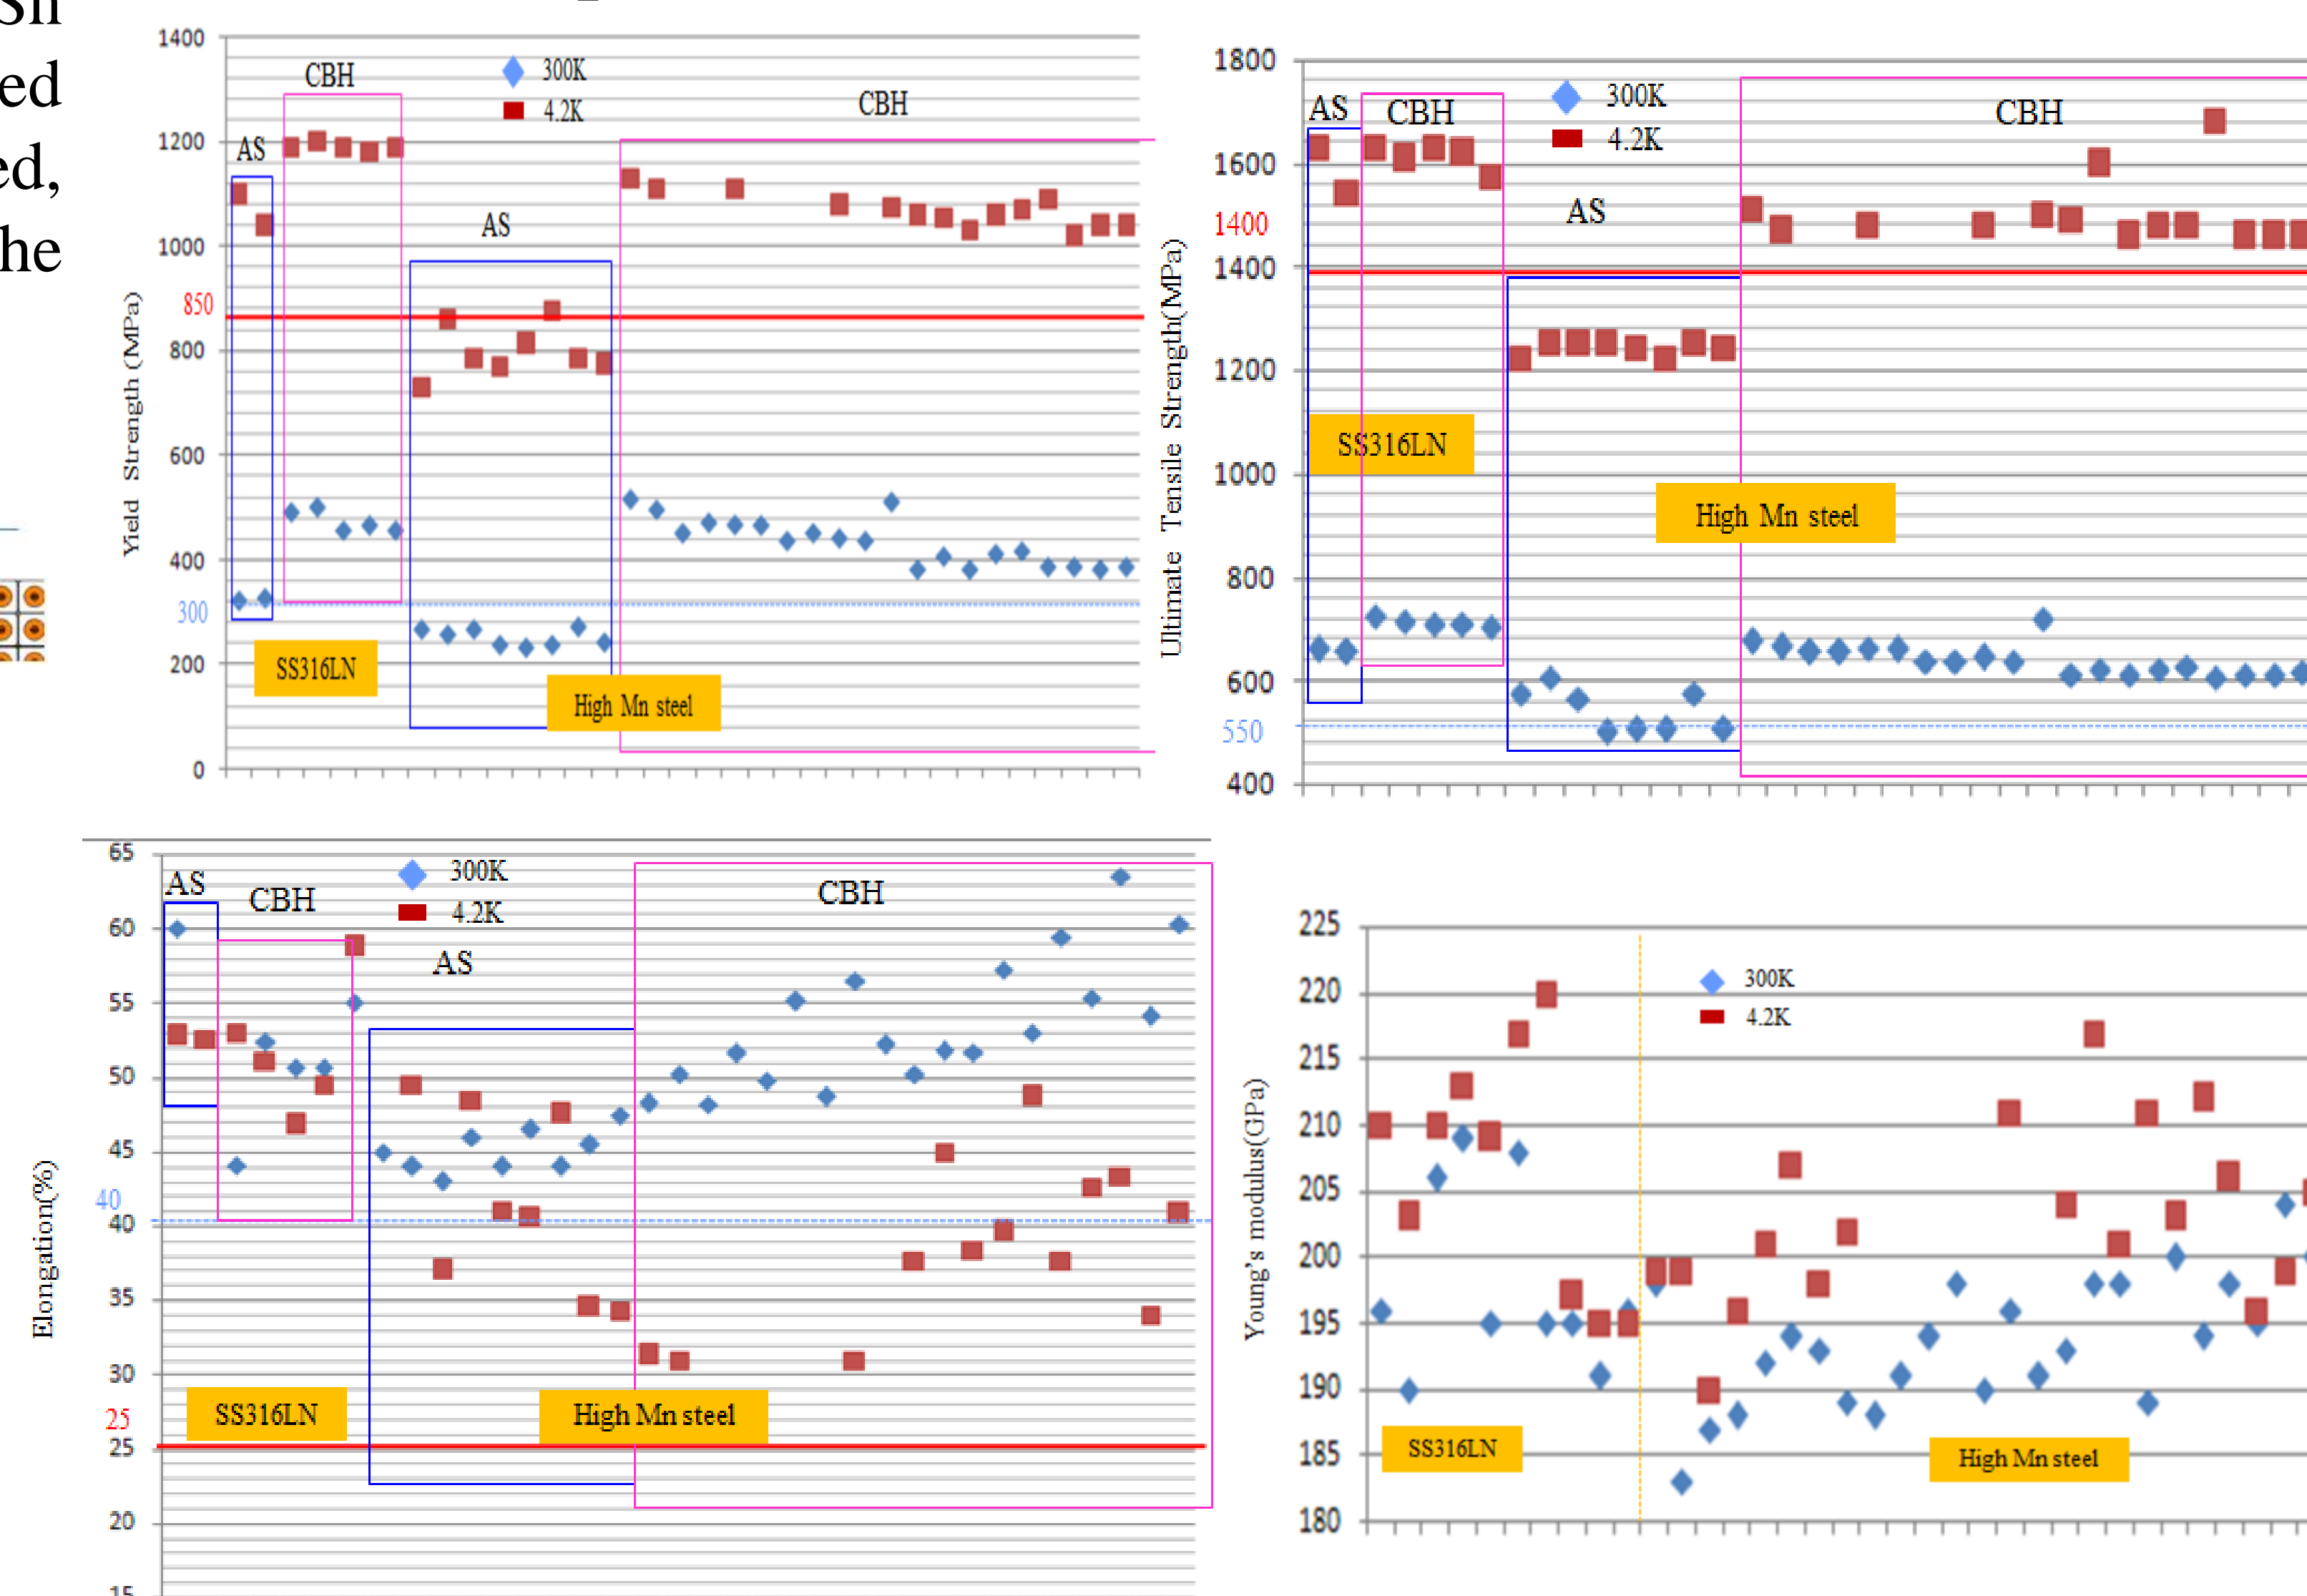 Sn
ed
ed,
he
1400
1200
1000
850
800
600
400
300
200
0
Yield Strength (MPa)
CBH
300K
4.2K
CBH
AS
AS
SS316LN
High Mn steel
1800
1600
1400
1400
1200
1000
800
600
550
400
Ultimate Tensile Strength(MPa)
AS
CBH
300K
4.2K
CBH
AS
SS316LN
High Mn steel
65
60
55
50
45
40
40
35
30
25
25
20
15
Elongation(%)
AS
CBH
300K
4.2K
CBH
AS
SS316LN
High Mn steel
225
220
215
210
205
200
195
190
185
180
Young's modulus(GPa)
300K
4.2K
SS316LN
High Mn steel